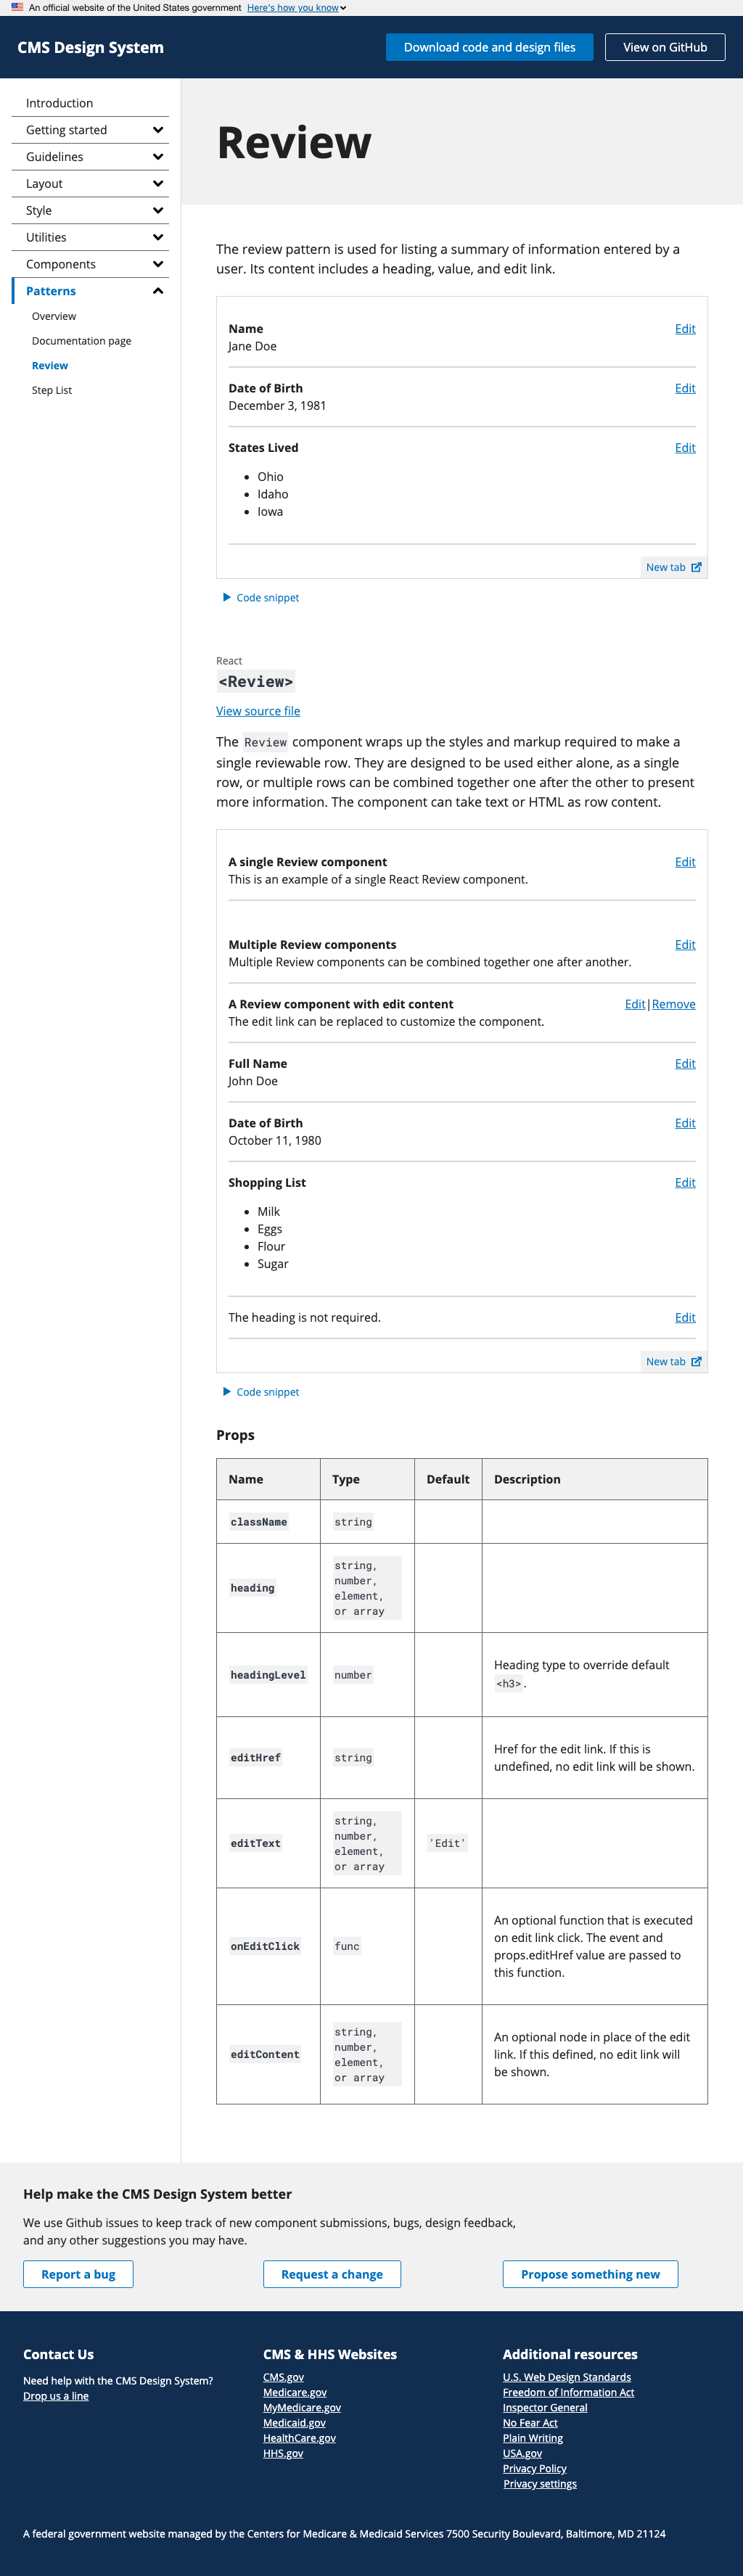 An official website of the United States government Here's how you know
CMS Design System
Download code and design files
View on GitHub
Introduction
Getting started
Guidelines
Layout
Style
Utilities
Components
Patterns
Overview
Documentation page
Review
Step List
Review
The review pattern is used for listing a summary of information entered by a
user. Its content includes a heading, value, and edit link.
Name Edit
Jane Doe
Date of Birth Edit
December 3, 1981
States Lived Edit
• Ohio
• Idaho
• Iowa
New tab
Code snippet
React
<Review>
View source file
The Review component wraps up the styles and markup required to make a
single reviewable row. They are designed to be used either alone, as a single
row, or multiple rows can be combined together one after the other to present
more information. The component can take text or HTML as row content.
A single Review component Edit
This is an example of a single React Review component.
Multiple Review components Edit
Multiple Review components can be combined together one after another.
A Review component with edit content Edit|Remove
The edit link can be replaced to customize the component.
Full Name Edit
John Doe
Date of Birth Edit
October 11, 1980
Shopping List Edit
• Milk
• Eggs
• Flour
• Sugar
The heading is not required. Edit
New tab
Code snippet
Props
Name Type Default Description
className string
heading
string,
number,
element,
or array
headingLevel number
Heading type to override default
<h3>.
editHref string
Href for the edit link. If this is
undefined, no edit link will be shown.
editText
string,
number,
element,
or array
'Edit'
onEditClick func
An optional function that is executed
on edit link click. The event and
props.editHref value are passed to
this function.
editContent
string,
number,
element,
or array
An optional node in place of the edit
link. If this defined, no edit link will
be shown.
Help make the CMS Design System better
We use Github issues to keep track of new component submissions, bugs, design feedback,
and any other suggestions you may have.
Report a bug
Request a change
Propose something new
Contact Us
Need help with the CMS Design System?
Drop us a line
CMS & HHS Websites
CMS.gov
Medicare.gov
MyMedicare.gov
Medicaid.gov
HealthCare.gov
HHS.gov
Additional resources
U.S. Web Design Standards
Freedom of Information Act
Inspector General
No Fear Act
Plain Writing
USA.gov
Privacy Policy
Privacy settings
A federal government website managed by the Centers for Medicare & Medicaid Services 7500 Security Boulevard, Baltimore, MD 21124